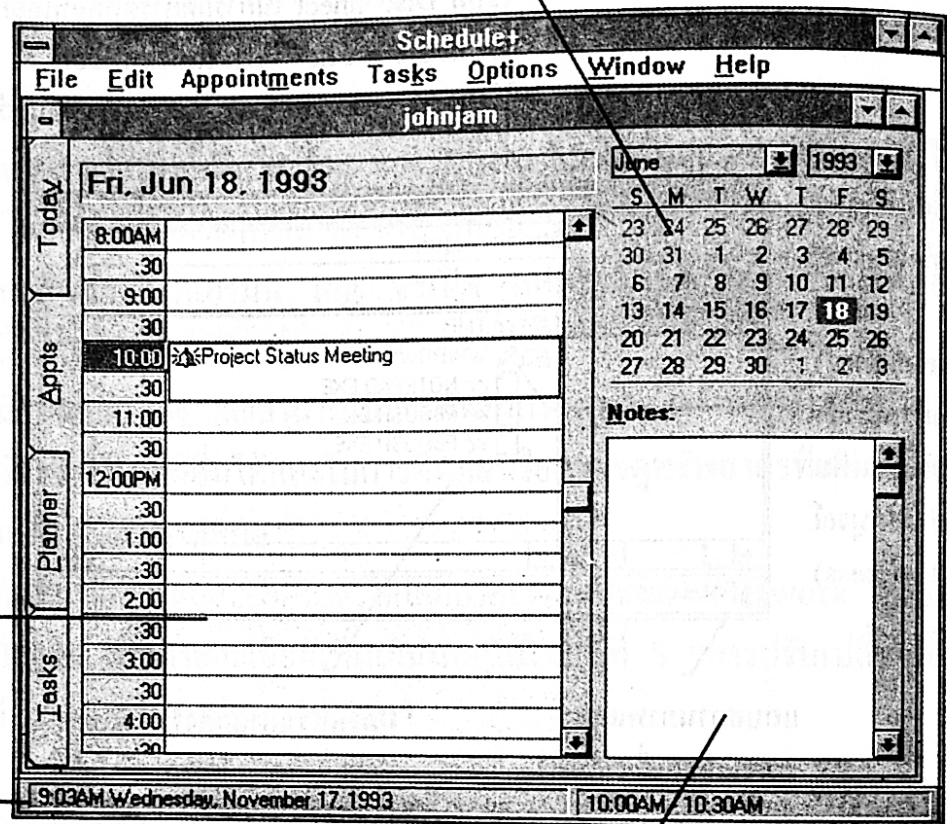 Schedule+
File Edit Appointments Tasks Options Window Help
johnjam
Today
Appts
Planner
Tasks
Fri, Jun 18, 1993
8:00AM
:30
9:00
:30
10:00 Project Status Meeting
:30
11:00
:30
12:00PM
:30
1:00
:30
2:00
:30
3:00
:30
4:00
:30
June 1993
S M T W T F S
23 24 25 26 27 28 29
30 31 1 2 3 4 5
6 7 8 9 10 11 12
13 14 15 16 17 18 19
20 21 22 23 24 25 26
27 28 29 30 1 2 3
Notes:
9:03AM Wednesday, November 17, 1993
10:00AM - 10:30AM